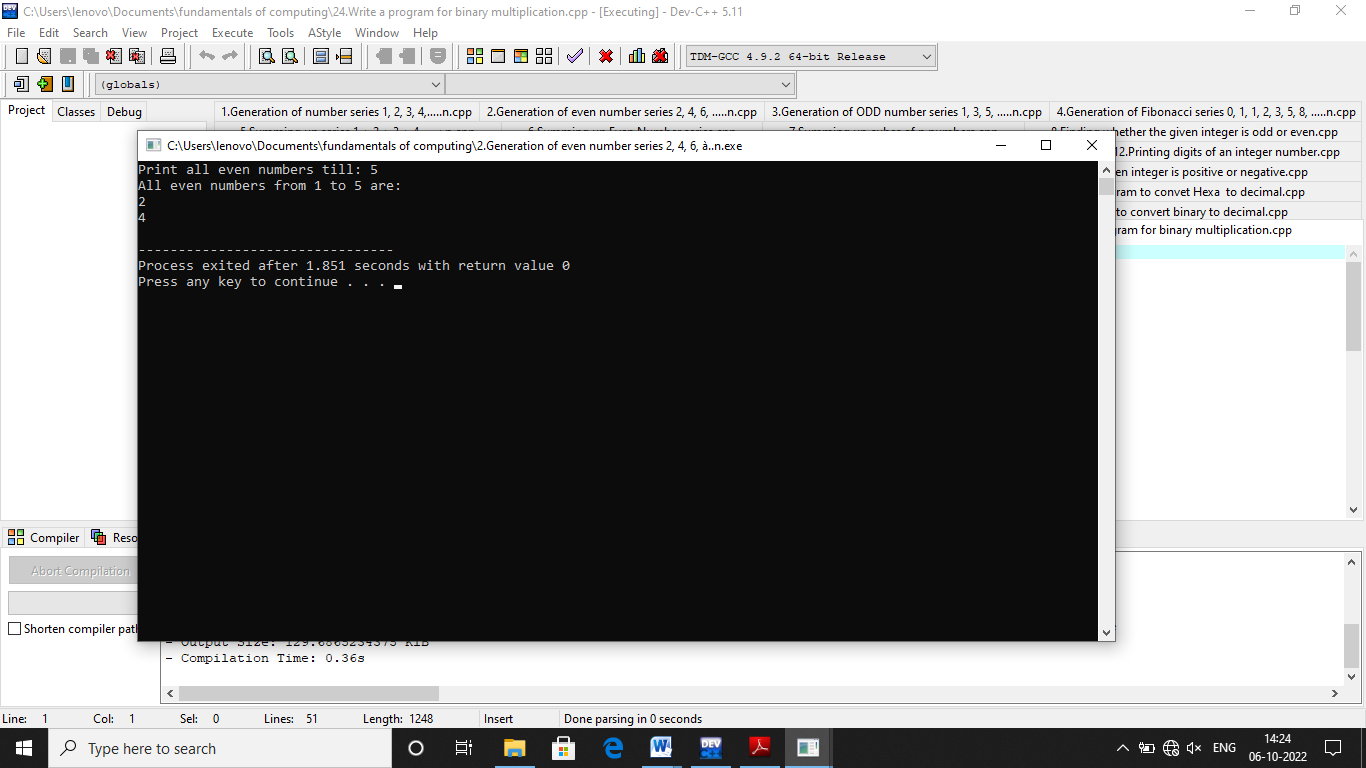 C:\Users\lenovo\Documents\fundamentals of computing\24.Write a program for binary multiplication.cpp - [Executing] - Dev-C++ 5.11
File Edit Search View Project Execute Tools AStyle Window Help
TDM-GCC 4.9.2 64-bit Release
(globals)
Project Classes Debug
1.Generation of number series 1, 2, 3, 4,.....n.cpp 2.Generation of even number series 2, 4, 6, .....n.cpp 3.Generation of ODD number series 1, 3, 5, .....n.cpp 4.Generation of Fibonacci series 0, 1, 1, 2, 3, 5, 8, .....n.cpp
whether the given integer is odd or even.cpp
C:\Users\lenovo\Documents\fundamentals of computing\2.Generation of even number series 2, 4, 6, à..n.exe
12.Printing digits of an integer number.cpp
Print all even numbers till: 5
en integer is positive or negative.cpp
All even numbers from 1 to 5 are:
ram to convet Hexa to decimal.cpp
2
to convert binary to decimal.cpp
4
ram for binary multiplication.cpp
--------------------------------
Process exited after 1.851 seconds with return value 0
Press any key to continue . . .
Compiler Reso
Abort Compilation
Shorten compiler path
- Output Size: 129.6865234375 KiB
- Compilation Time: 0.36s
Line: 1 Col: 1 Sel: 0 Lines: 51 Length: 1248 Insert Done parsing in 0 seconds
Type here to search
DEV
W
ENG
14:24
06-10-2022